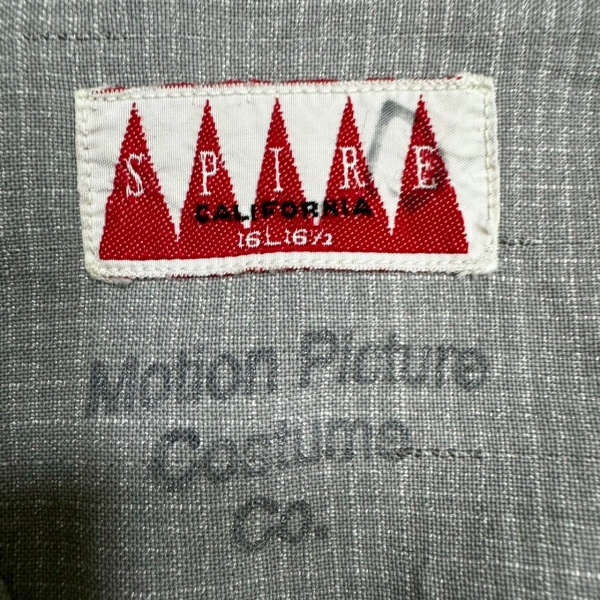 SPIRE
CALIFORNIA
16-L-16½
Motion Picture
Costume
Co.